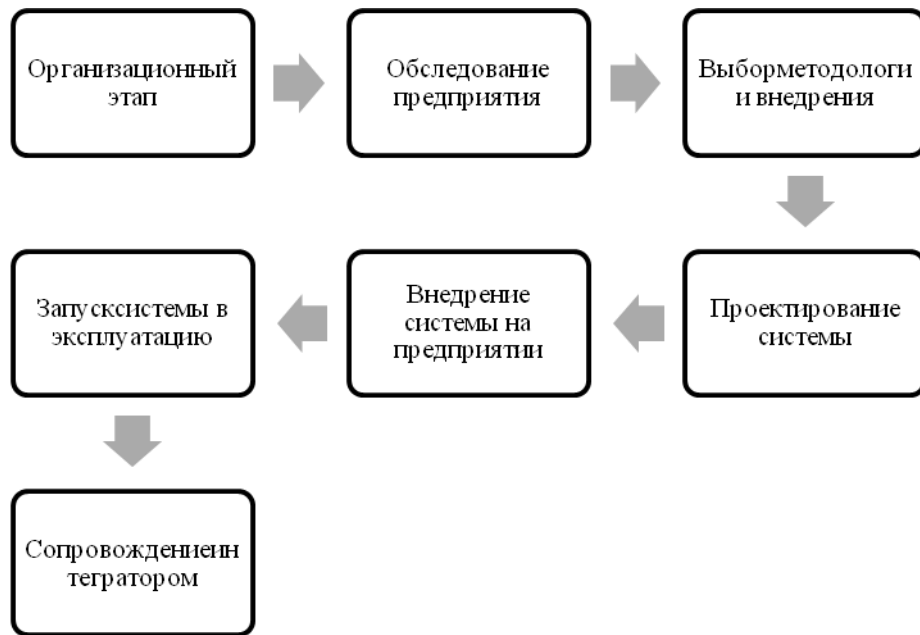 Организационный
этап
Обследование
предприятия
Выборметодологи
и внедрения
Проектирование
системы
Внедрение
системы на
предприятии
Запусксистемы в
эксплуатацию
Сопровождениеин
тегратором